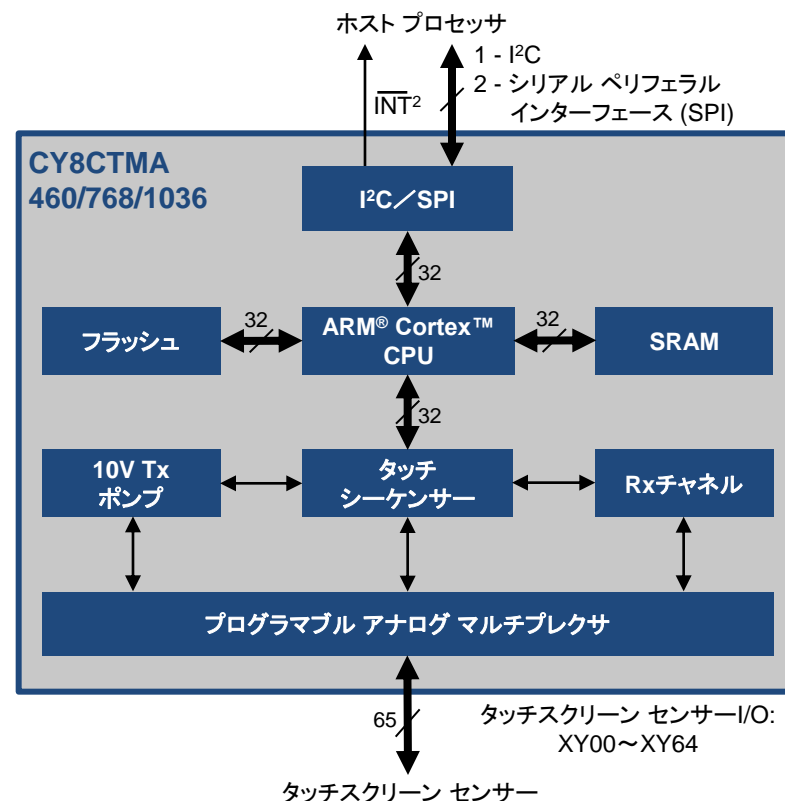 ホスト プロセッサ
1 - I²C
2 - シリアル ペリフェラル
インターフェース (SPI)
I̅N̅T̅²
CY8CTMA
460/768/1036
I²C／SPI
32
フラッシュ
32
ARM® Cortex™
CPU
32
SRAM
32
10V Tx
ポンプ
タッチ
シーケンサー
Rxチャネル
プログラマブル アナログ マルチプレクサ
65
タッチスクリーン センサーI/O:
XY00～XY64
タッチスクリーン センサー